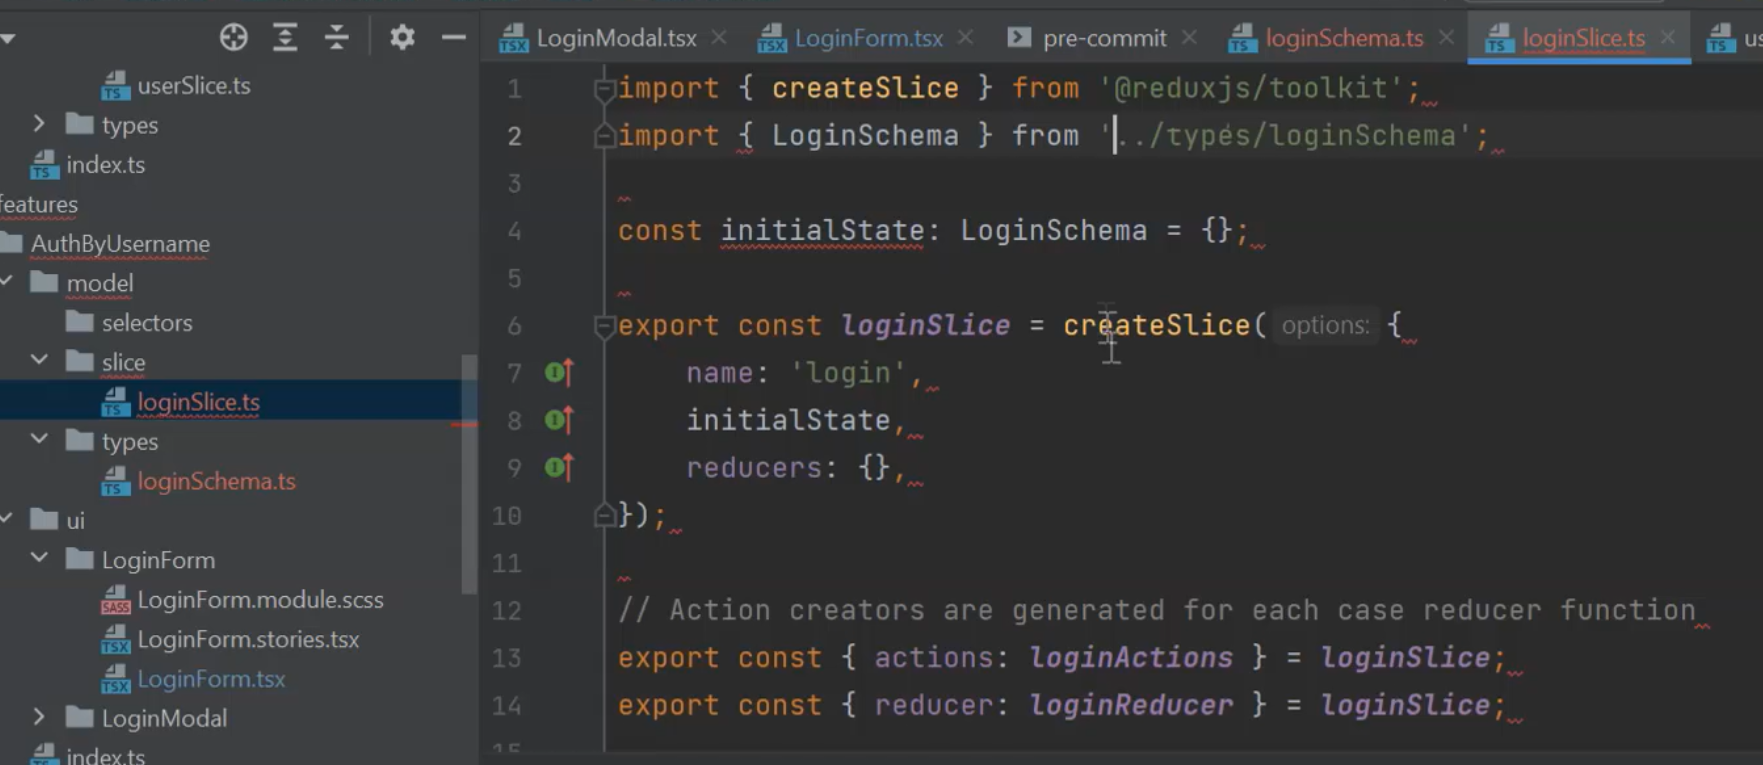 LoginModal.tsx
LoginForm.tsx
pre-commit
loginSchema.ts
loginSlice.ts
us
userSlice.ts
types
index.ts
features
AuthByUsername
model
selectors
slice
loginSlice.ts
types
loginSchema.ts
ui
LoginForm
LoginForm.module.scss
LoginForm.stories.tsx
LoginForm.tsx
LoginModal
index.ts
1 import { createSlice } from '@reduxjs/toolkit';
2 import { LoginSchema } from '../types/loginSchema';
3
4 const initialState: LoginSchema = {};
5
6 export const loginSlice = createSlice( options: {
7 name: 'login',
8 initialState,
9 reducers: {},
10 });
11
12 // Action creators are generated for each case reducer function
13 export const { actions: loginActions } = loginSlice;
14 export const { reducer: loginReducer } = loginSlice;
15